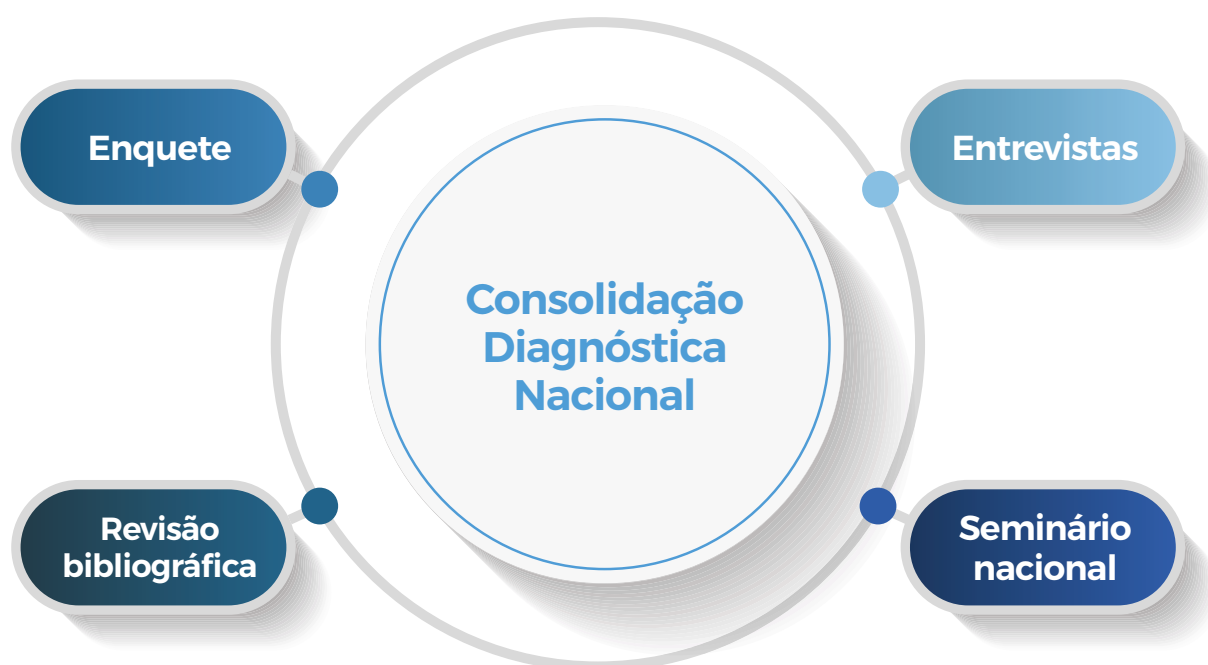 Enquete
Entrevistas
Consolidação
Diagnóstica
Nacional
Revisão
bibliográfica
Seminário
nacional